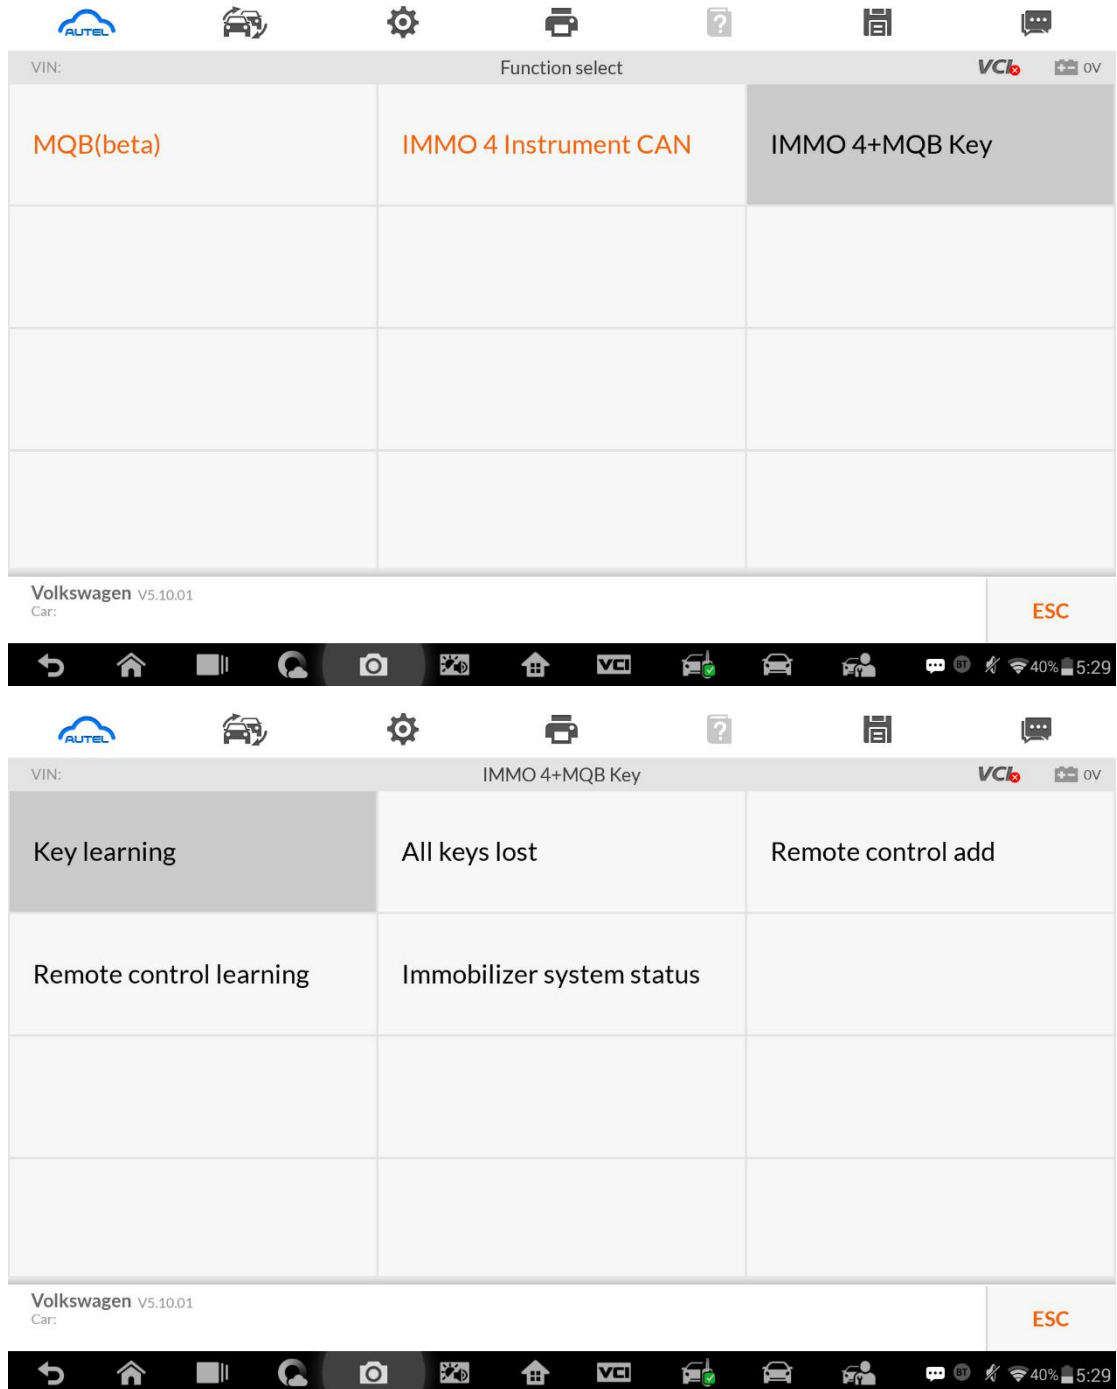 AUTEL
VIN: Function select VCI 0V
MQB(beta) IMMO 4 Instrument CAN IMMO 4+MQB Key
Volkswagen V5.10.01
Car:
ESC
VCI BT 40% 5:29
AUTEL
VIN: IMMO 4+MQB Key VCI 0V
Key learning All keys lost Remote control add
Remote control learning Immobilizer system status
Volkswagen V5.10.01
Car:
ESC
VCI BT 40% 5:29